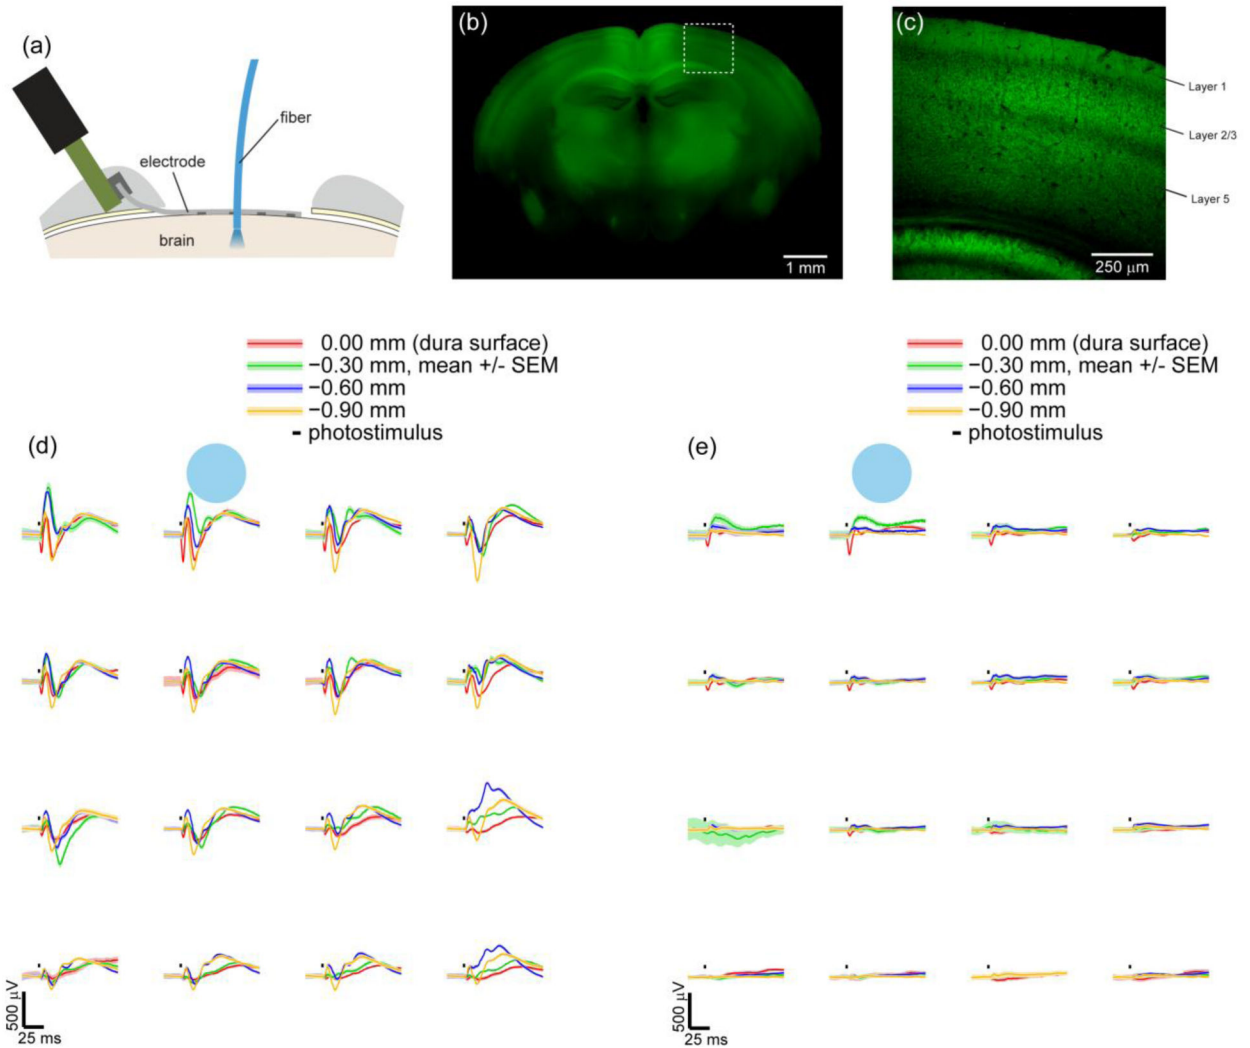 (a)
fiber
electrode
brain
(b)
1 mm
(c)
Layer 1
Layer 2/3
Layer 5
250 μm
0.00 mm (dura surface)
−0.30 mm, mean +/- SEM
−0.60 mm
−0.90 mm
photostimulus
(d)
500 μV
25 ms
0.00 mm (dura surface)
−0.30 mm, mean +/- SEM
−0.60 mm
−0.90 mm
photostimulus
(e)
500 μV
25 ms